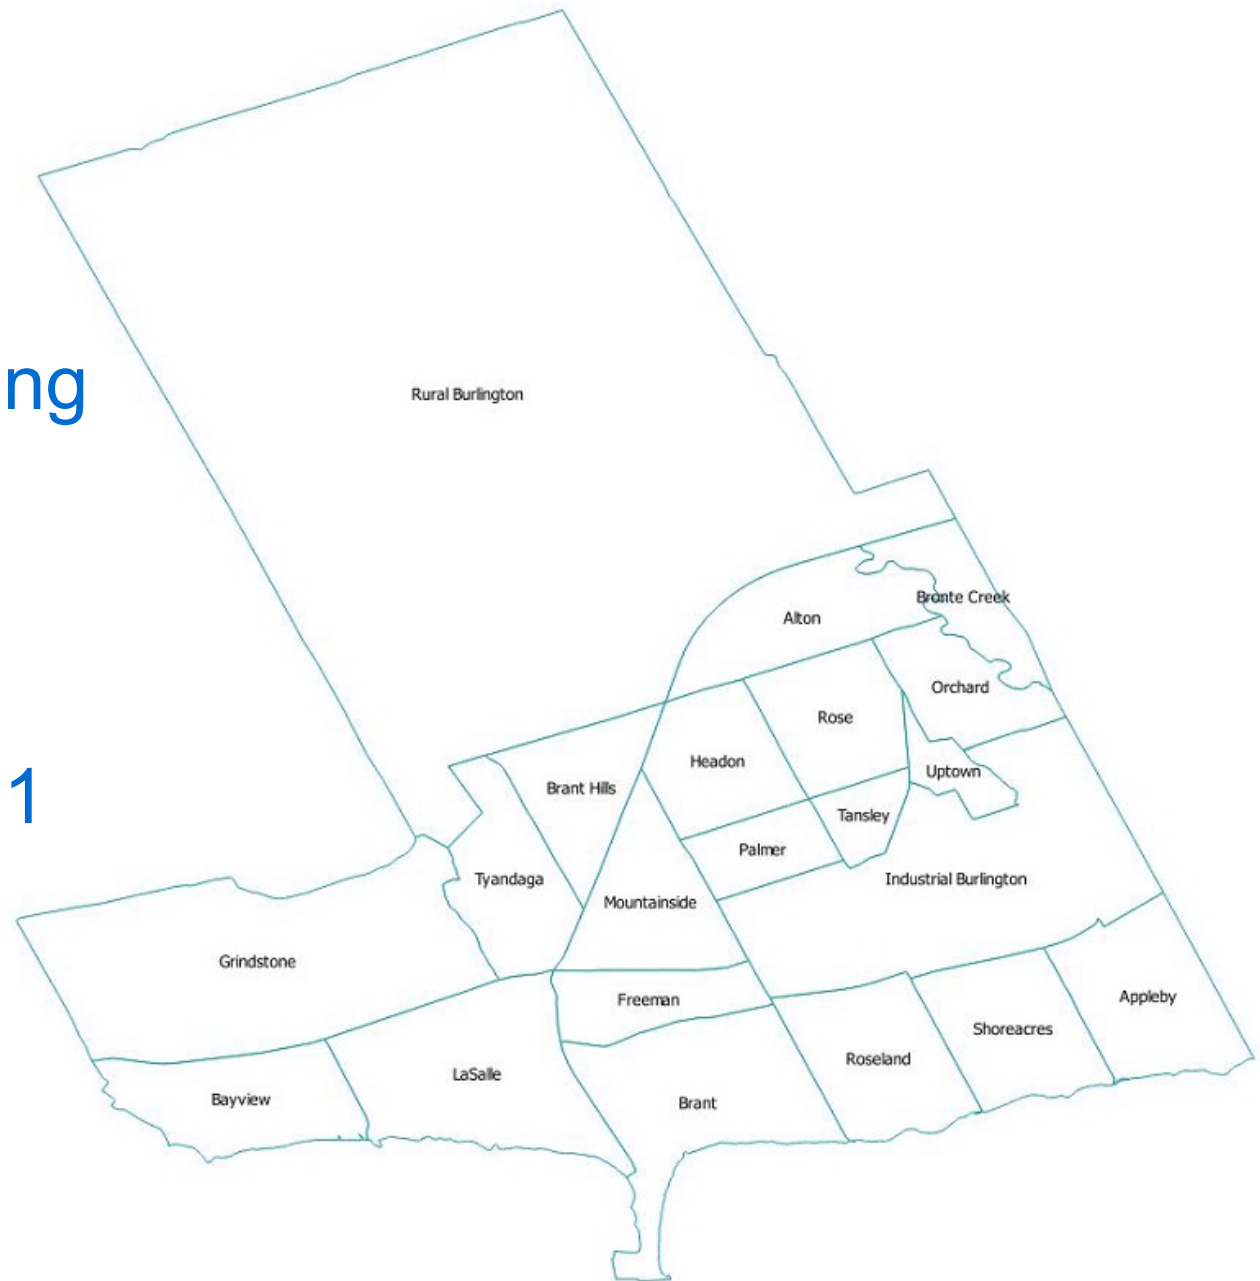 ng
Rural Burlington
Bronte Creek
Alton
Orchard
Rose
Headon
Uptown
Brant Hills
Tansley
1
Palmer
Tyandaga
Industrial Burlington
Mountainside
Grindstone
Freeman
Appleby
Shoreacres
Roseland
LaSalle
Bayview
Brant